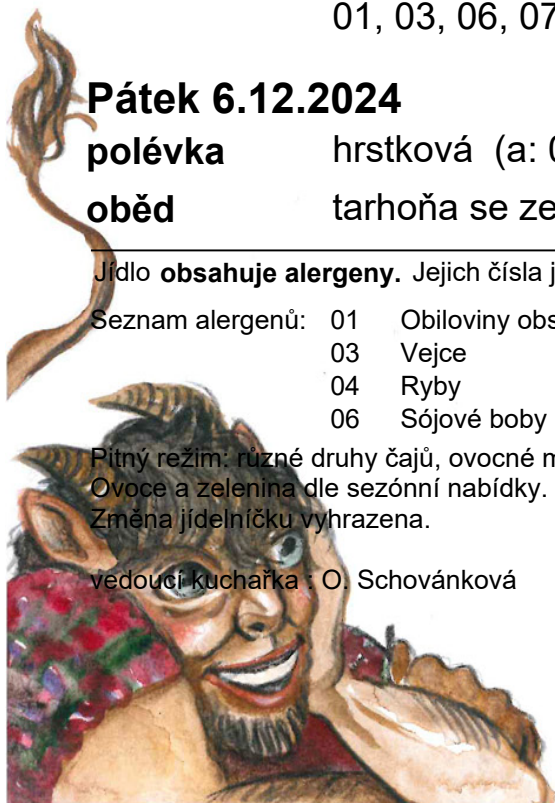 01, 03, 06, 07
Pátek 6.12.2024
polévka hrstková (a: 0
oběd tarhoňa se ze
Jídlo obsahuje alergeny. Jejich čísla j
Seznam alergenů: 01 Obiloviny obs
03 Vejce
04 Ryby
06 Sójové boby
Pitný režim: různé druhy čajů, ovocné m
Ovoce a zelenina dle sezónní nabídky.
Změna jídelníčku vyhrazena.
vedoucí kuchařka : O. Schovánková